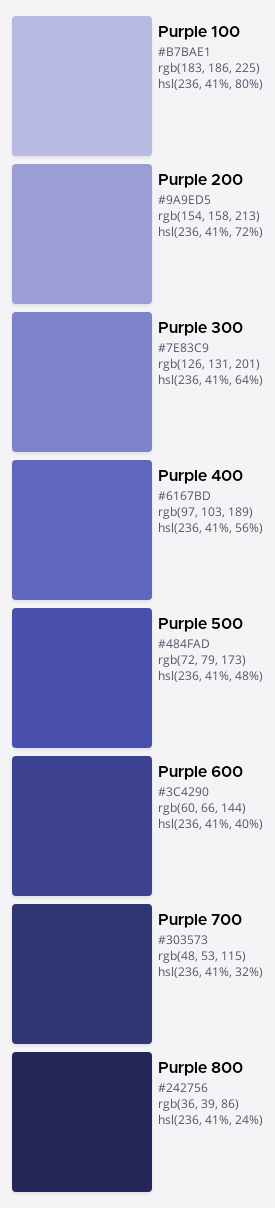 Purple 100
#B7BAE1
rgb(183, 186, 225)
hsl(236, 41%, 80%)
Purple 200
#9A9ED5
rgb(154, 158, 213)
hsl(236, 41%, 72%)
Purple 300
#7E83C9
rgb(126, 131, 201)
hsl(236, 41%, 64%)
Purple 400
#6167BD
rgb(97, 103, 189)
hsl(236, 41%, 56%)
Purple 500
#484FAD
rgb(72, 79, 173)
hsl(236, 41%, 48%)
Purple 600
#3C4290
rgb(60, 66, 144)
hsl(236, 41%, 40%)
Purple 700
#303573
rgb(48, 53, 115)
hsl(236, 41%, 32%)
Purple 800
#242756
rgb(36, 39, 86)
hsl(236, 41%, 24%)